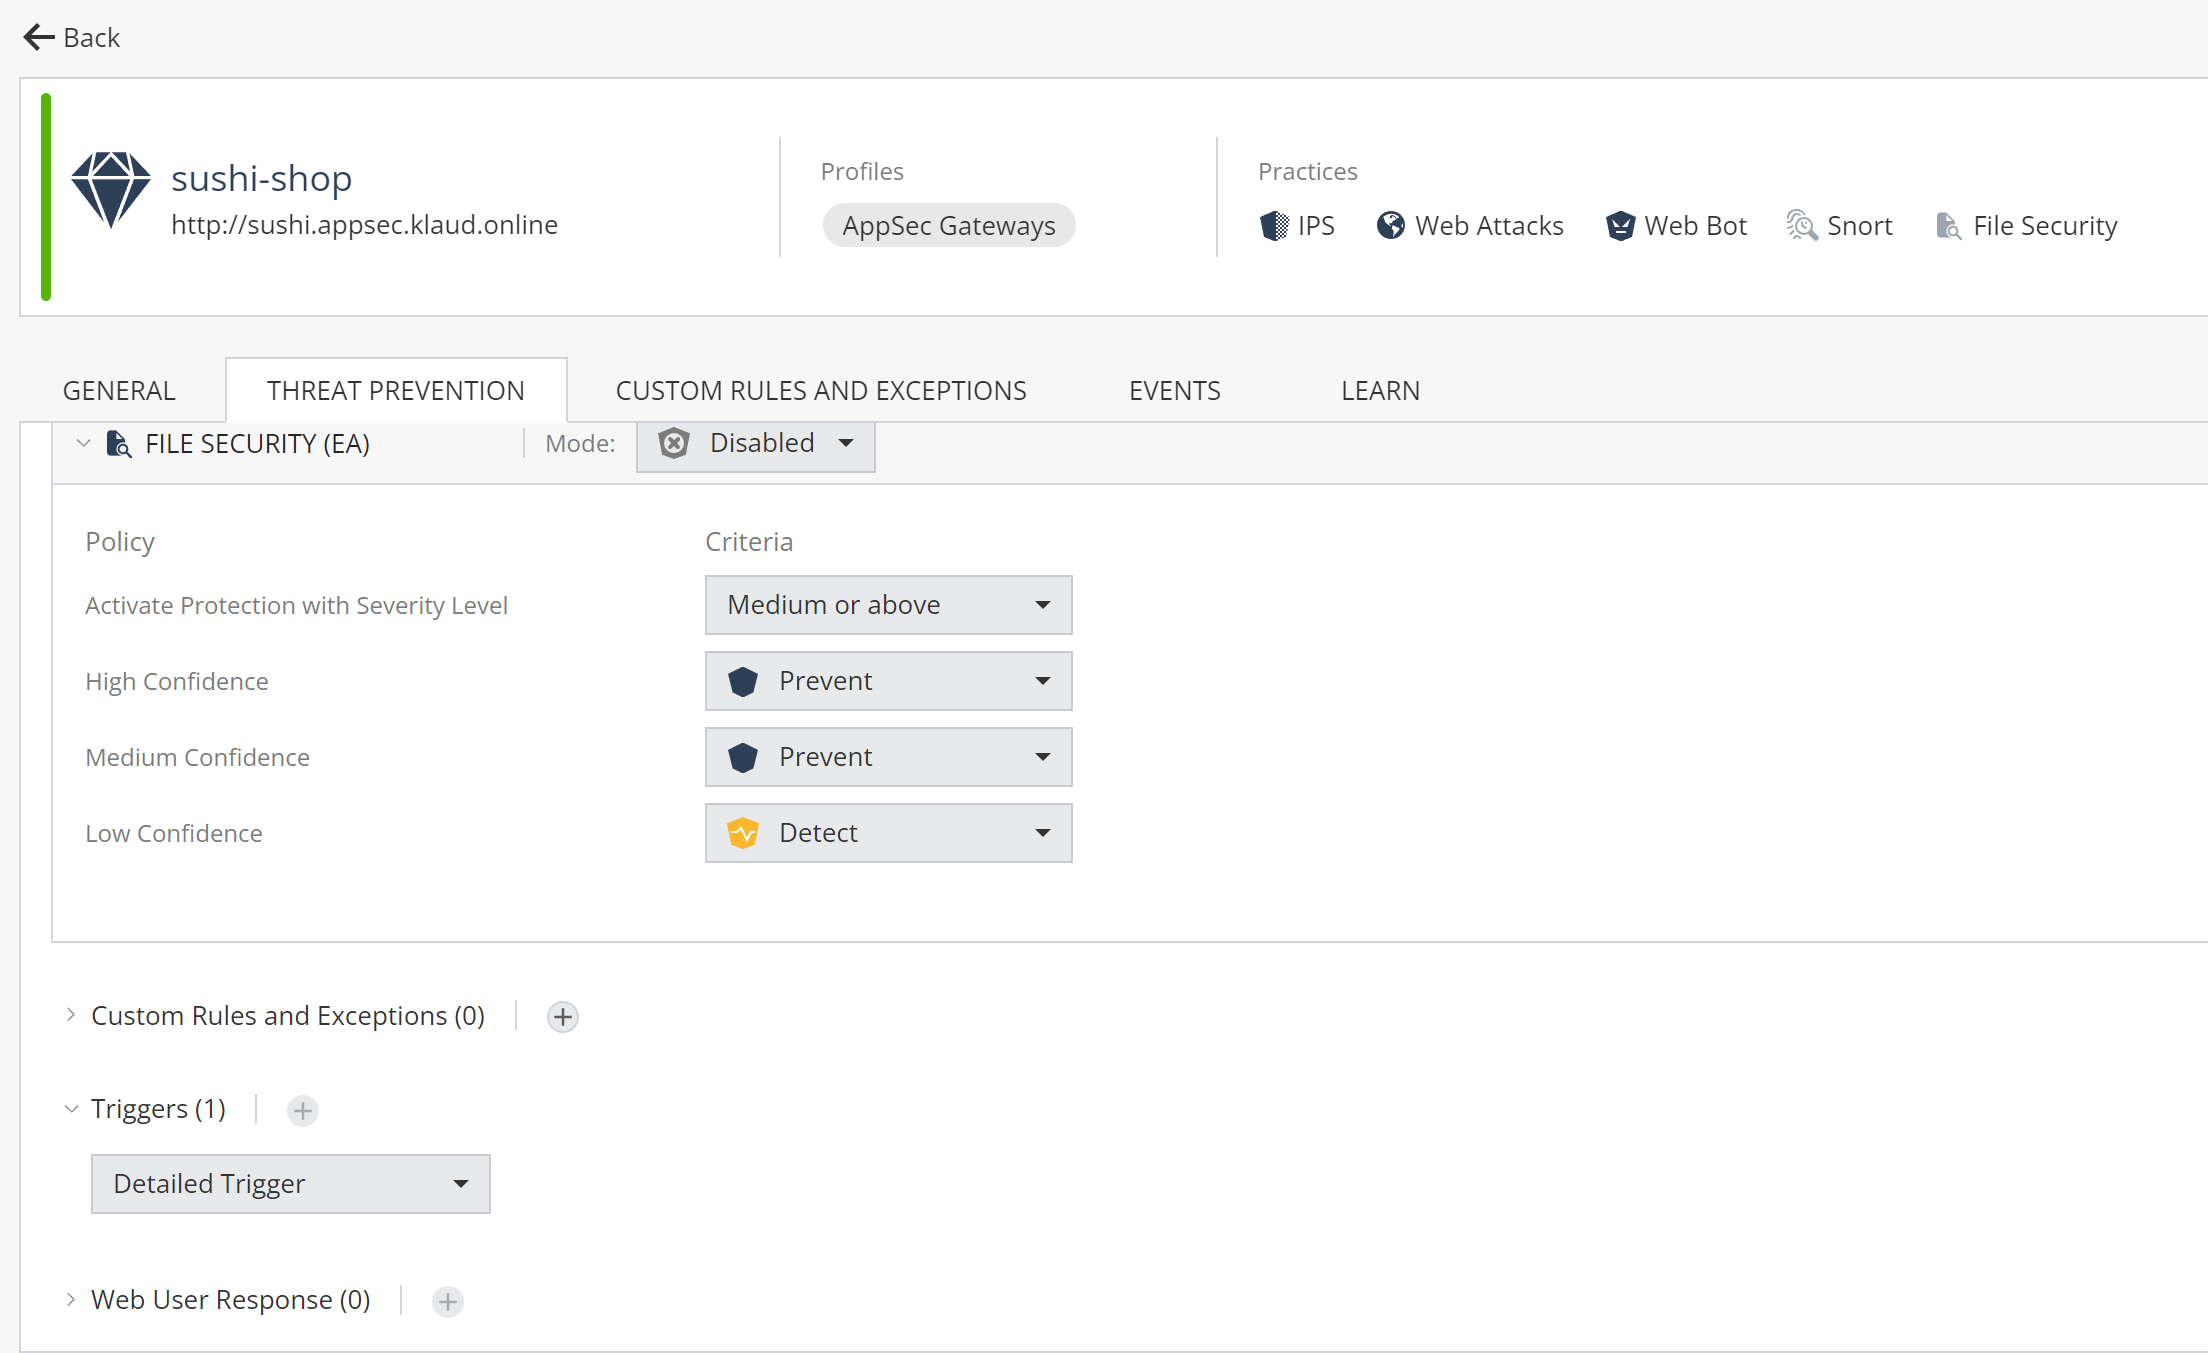 Back
sushi-shop
http://sushi.appsec.klaud.online
Profiles
AppSec Gateways
Practices
IPS
Web Attacks
Web Bot
Snort
File Security
GENERAL
THREAT PREVENTION
CUSTOM RULES AND EXCEPTIONS
EVENTS
LEARN
FILE SECURITY (EA)
Mode:
Disabled
Policy
Criteria
Activate Protection with Severity Level
Medium or above
High Confidence
Prevent
Medium Confidence
Prevent
Low Confidence
Detect
Custom Rules and Exceptions (0)
Triggers (1)
Detailed Trigger
Web User Response (0)